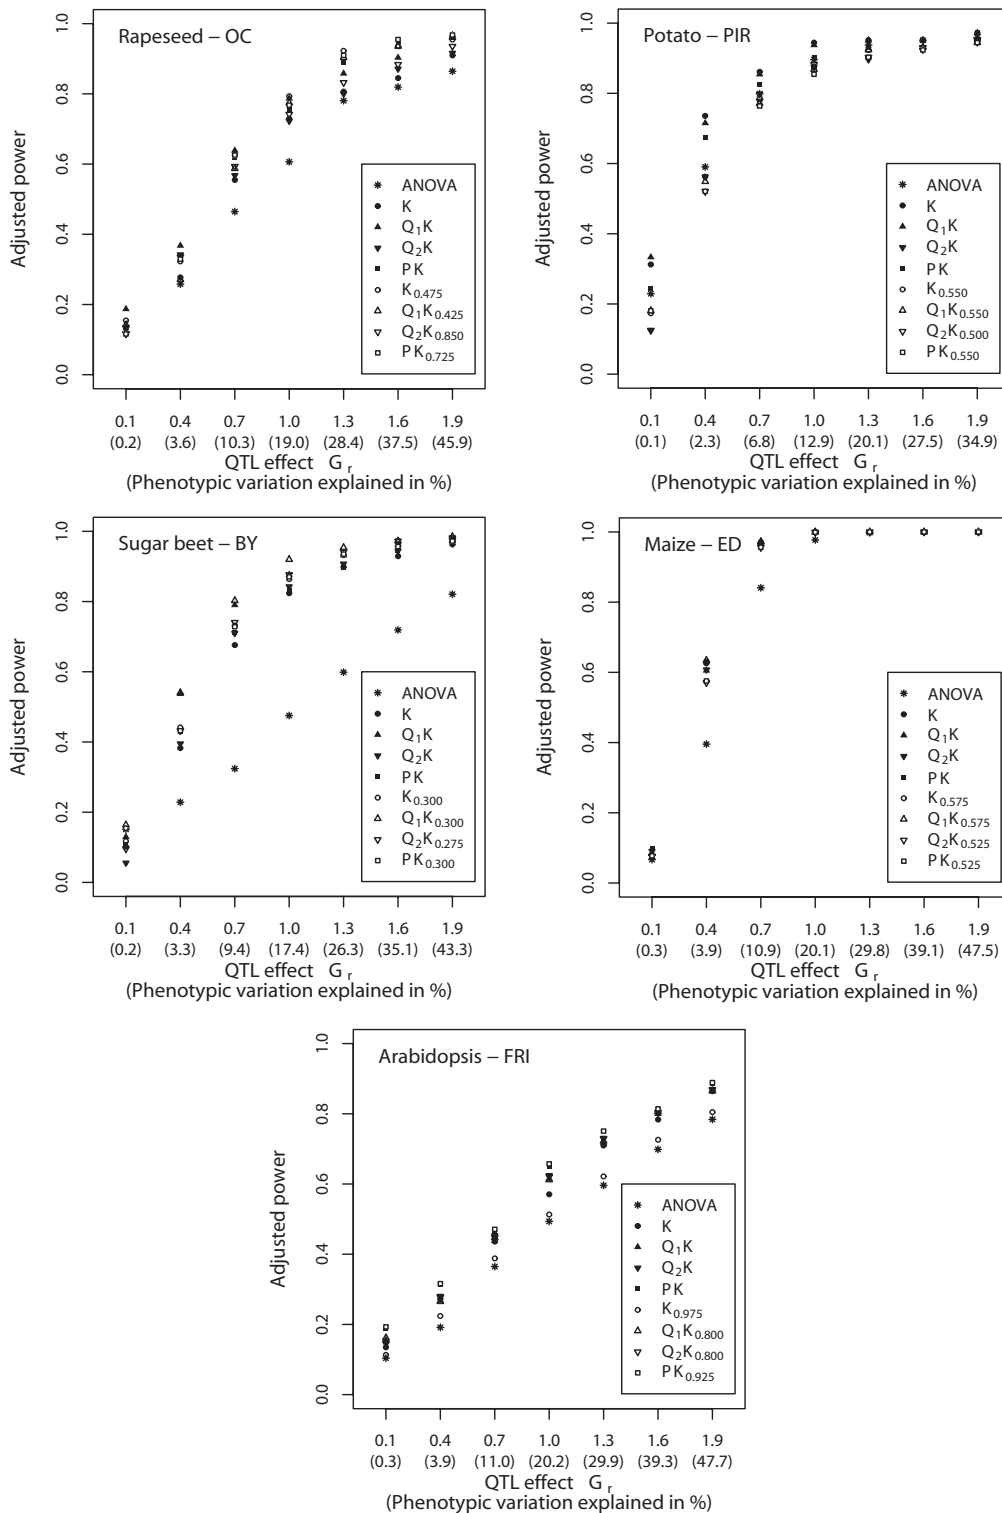 Rapeseed – OC
Adjusted power
1.0
0.8
0.6
0.4
0.2
0.0
ANOVA
K
Q1K
Q2K
PK
K0.475
Q1K0.425
Q2K0.850
PK0.725
0.1 0.4 0.7 1.0 1.3 1.6 1.9
(0.2) (3.6) (10.3) (19.0) (28.4) (37.5) (45.9)
QTL effect Gr
(Phenotypic variation explained in %)
Potato – PIR
Adjusted power
1.0
0.8
0.6
0.4
0.2
0.0
ANOVA
K
Q1K
Q2K
PK
K0.550
Q1K0.550
Q2K0.500
PK0.550
0.1 0.4 0.7 1.0 1.3 1.6 1.9
(0.1) (2.3) (6.8) (12.9) (20.1) (27.5) (34.9)
QTL effect Gr
(Phenotypic variation explained in %)
Sugar beet – BY
Adjusted power
1.0
0.8
0.6
0.4
0.2
0.0
ANOVA
K
Q1K
Q2K
PK
K0.300
Q1K0.300
Q2K0.275
PK0.300
0.1 0.4 0.7 1.0 1.3 1.6 1.9
(0.2) (3.3) (9.4) (17.4) (26.3) (35.1) (43.3)
QTL effect Gr
(Phenotypic variation explained in %)
Maize – ED
Adjusted power
1.0
0.8
0.6
0.4
0.2
0.0
ANOVA
K
Q1K
Q2K
PK
K0.575
Q1K0.575
Q2K0.525
PK0.525
0.1 0.4 0.7 1.0 1.3 1.6 1.9
(0.3) (3.9) (10.9) (20.1) (29.8) (39.1) (47.5)
QTL effect Gr
(Phenotypic variation explained in %)
Arabidopsis – FRI
Adjusted power
1.0
0.8
0.6
0.4
0.2
0.0
ANOVA
K
Q1K
Q2K
PK
K0.975
Q1K0.800
Q2K0.800
PK0.925
0.1 0.4 0.7 1.0 1.3 1.6 1.9
(0.3) (3.9) (11.0) (20.2) (29.9) (39.3) (47.7)
QTL effect Gr
(Phenotypic variation explained in %)